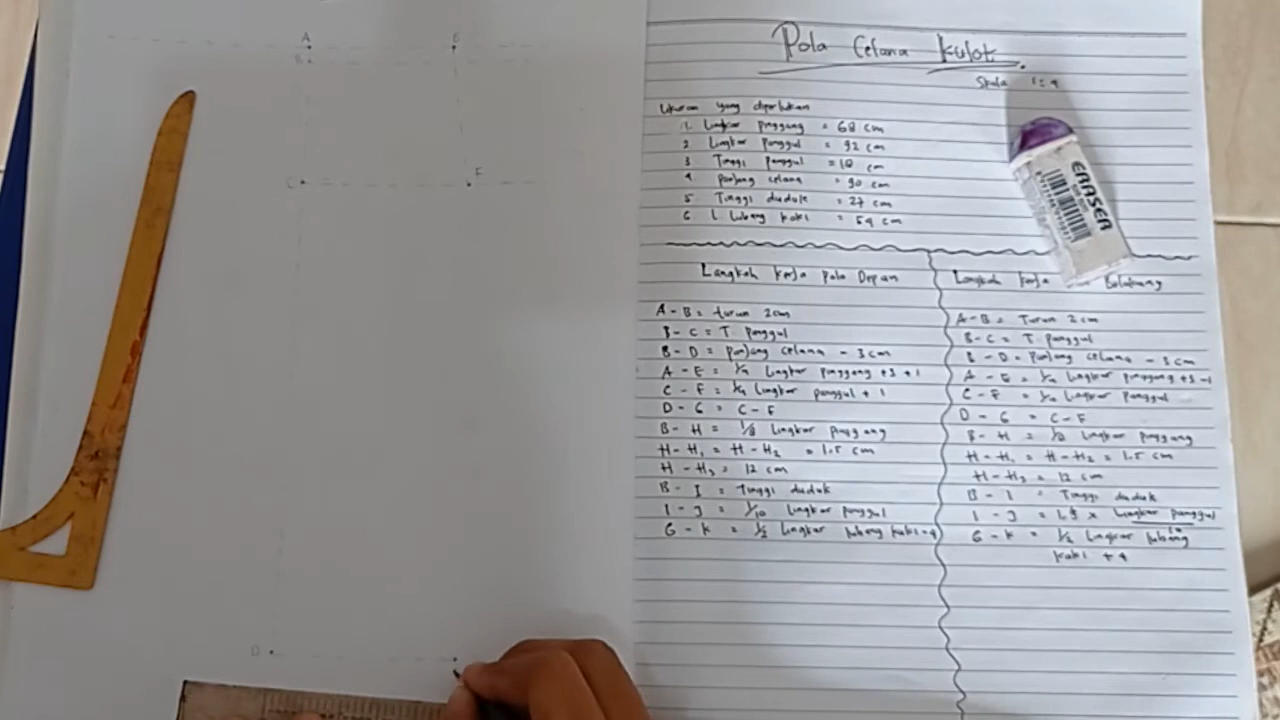 A
E
B
C
F
D
Pola Celana Kulot
Skala 1:4
Ukuran yang diperlukan
1. Lingkar pinggang = 68 cm
2 Lingkar panggul = 92 cm
3 Tinggi panggul = 18 cm
4 panjang celana = 90 cm
5 Tinggi duduk = 27 cm
6 L lubang kaki = 54 cm
ERASER
Langkah kerja pola Depan
A - B = turun 2cm
B - C = T panggul
B - D = panjang celana - 3cm
A - E = 1/4 lingkar pinggang + 3 + 1
C - F = 1/4 lingkar panggul + 1
D - G = C - F
B - H = 1/8 lingkar pinggang
H - H1 = H - H2 = 1.5 cm
H - H3 = 12 cm
B - I = Tinggi duduk
I - J = 1/10 lingkar panggul
G - K = 1/2 lingkar lubang kaki - 4
Langkah kerja Belakang
A - B = Turun 2 cm
B - C = T panggul
B - D = panjang celana - 3 cm
A - E = 1/4 lingkar pinggang + 3 - 1
C - F = 1/4 lingkar panggul
D - G = C - F
B - H = 1/8 lingkar pinggang
H - H1 = H - H2 = 1.5 cm
H - H3 = 12 cm
B - I = Tinggi duduk
I - J = 1,5 x lingkar panggul
10
G - K = 1/2 lingkar lubang
kaki + 4